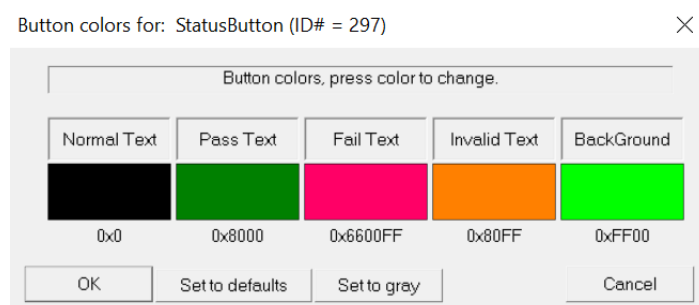 Button colors for: StatusButton (ID# = 297)
Button colors, press color to change.
Normal Text Pass Text Fail Text Invalid Text BackGround
0x0 0x8000 0x6600FF 0x80FF 0xFF00
OK Set to defaults Set to gray Cancel